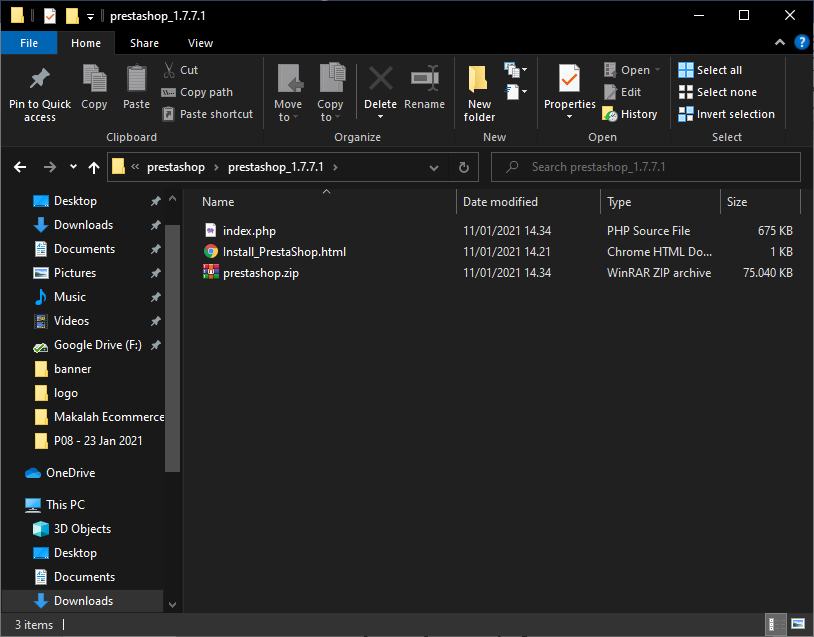 prestashop_1.7.7.1
File Home Share View
Pin to Quick access
Copy
Paste
Cut
Copy path
Paste shortcut
Clipboard
Move to
Copy to
Delete
Rename
Organize
New folder
New
Properties
Open
Edit
History
Open
Select all
Select none
Invert selection
Select
« prestashop › prestashop_1.7.7.1 ›
Search prestashop_1.7.7.1
Desktop
Downloads
Documents
Pictures
Music
Videos
Google Drive (F:)
banner
logo
Makalah Ecommerce
P08 - 23 Jan 2021
OneDrive
This PC
3D Objects
Desktop
Documents
Downloads
Name Date modified Type Size
index.php 11/01/2021 14.34 PHP Source File 675 KB
Install_PrestaShop.html 11/01/2021 14.21 Chrome HTML Do... 1 KB
prestashop.zip 11/01/2021 14.34 WinRAR ZIP archive 75.040 KB
3 items